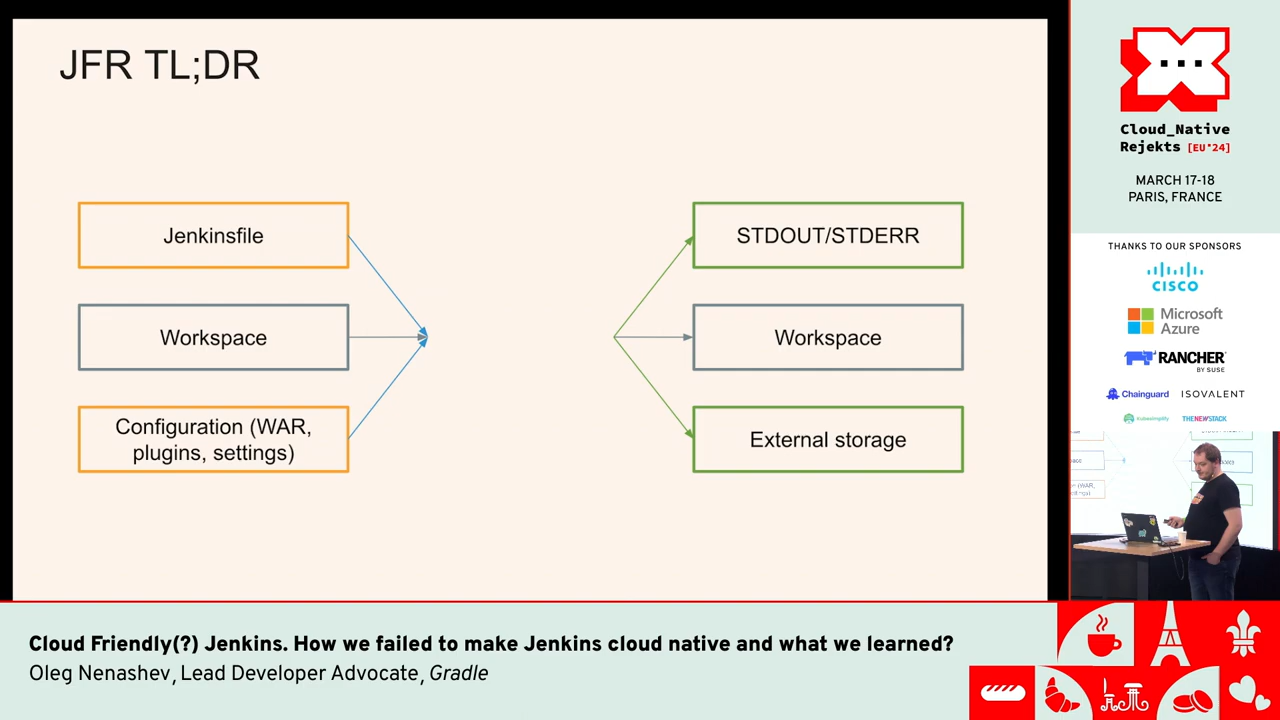 JFR TL;DR
Jenkinsfile
Workspace
Configuration (WAR,
plugins, settings)
STDOUT/STDERR
Workspace
External storage
Cloud_Native
Rejekts [EU'24]
MARCH 17-18
PARIS, FRANCE
THANKS TO OUR SPONSORS
CISCO
Microsoft
Azure
RANCHER
BY SUSE
Chainguard
ISOVALENT
kubesimplify
THENEWSTACK
Cloud Friendly(?) Jenkins. How we failed to make Jenkins cloud native and what we learned?
Oleg Nenashev, Lead Developer Advocate, Gradle